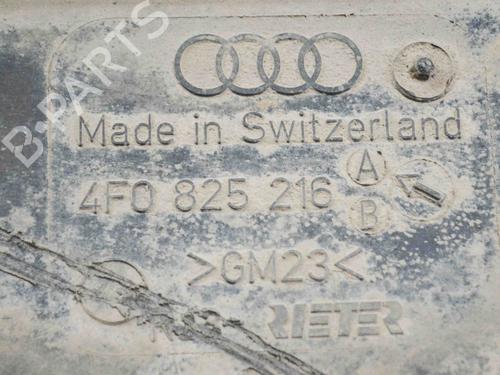 B-PARTS
Made in Switzerland
4F0 825 216 A
B
>GM23<
RIETER